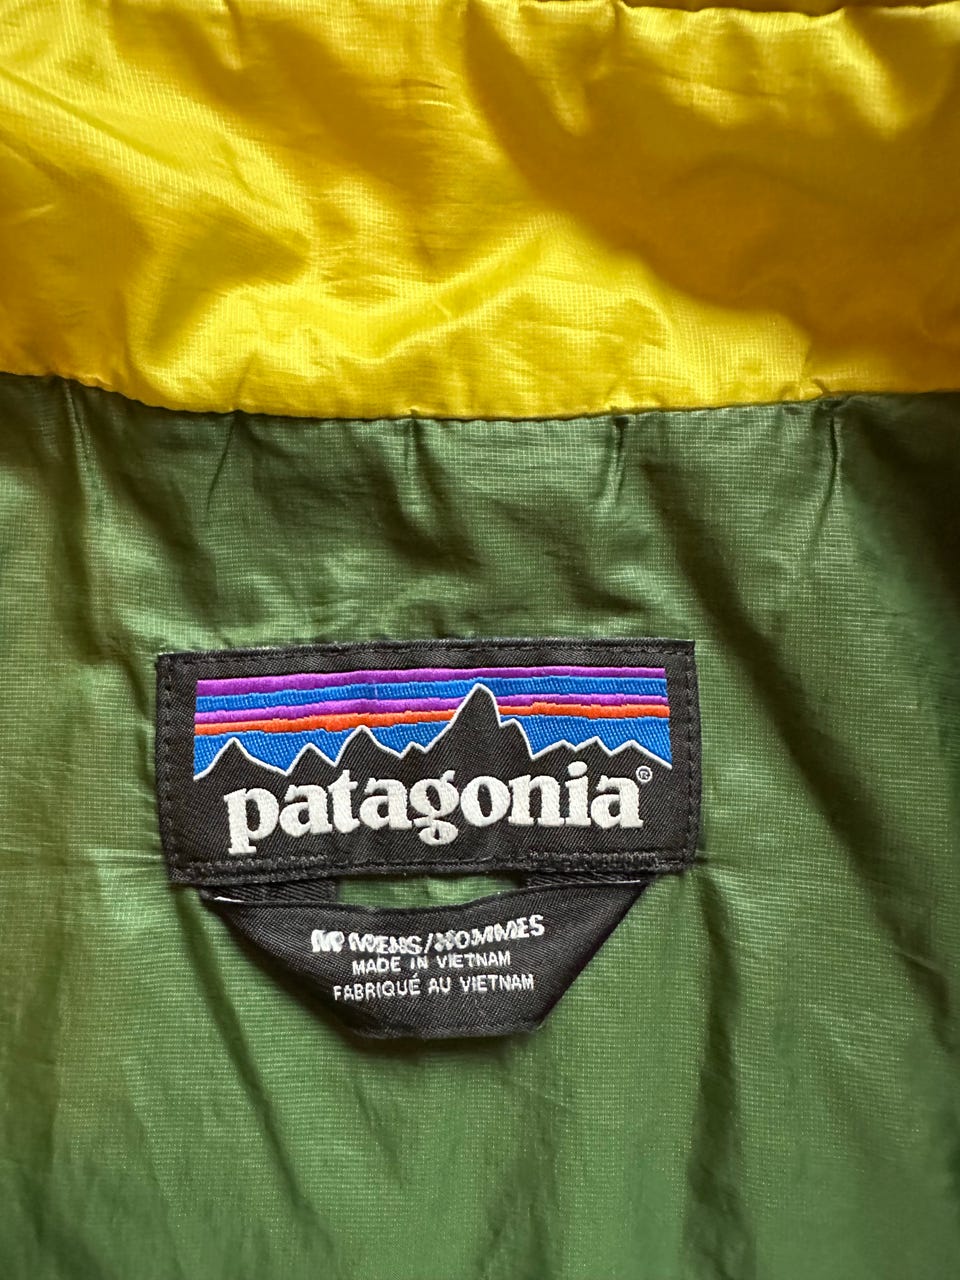 patagonia®
M MENS/HOMMES
MADE IN VIETNAM
FABRIQUÉ AU VIETNAM